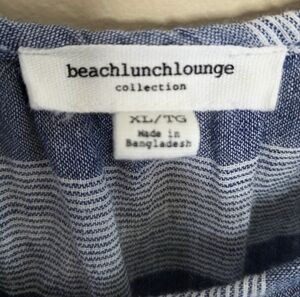 beachlunchlounge
collection
XL/TG
Made in
Bangladesh